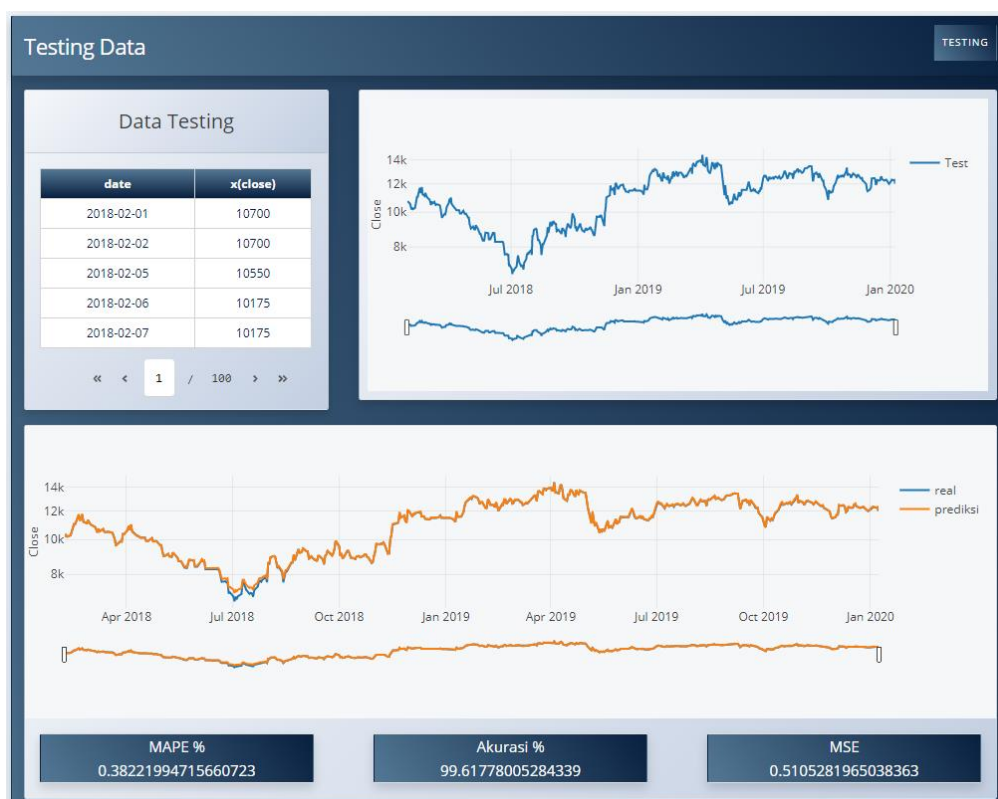 Testing Data
TESTING
Data Testing
date x(close)
2018-02-01 10700
2018-02-02 10700
2018-02-05 10550
2018-02-06 10175
2018-02-07 10175
« < 1 / 100 > »
14k
12k
10k
8k
Close
Jul 2018 Jan 2019 Jul 2019 Jan 2020
Test
14k
12k
10k
8k
Close
Apr 2018 Jul 2018 Oct 2018 Jan 2019 Apr 2019 Jul 2019 Oct 2019 Jan 2020
real
prediksi
MAPE %
0.38221994715660723
Akurasi %
99.61778005284339
MSE
0.5105281965038363